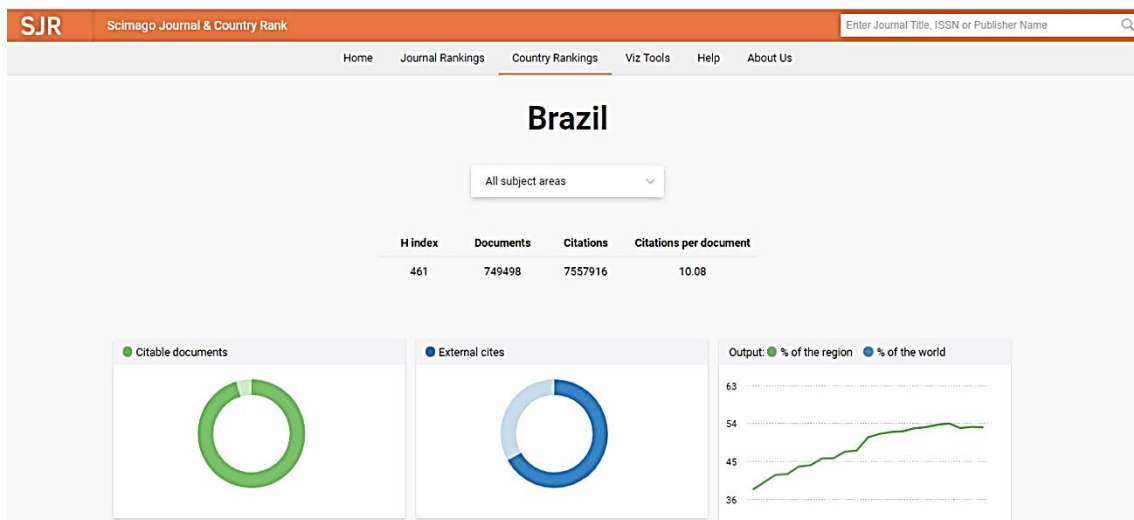 SJR Scimago Journal & Country Rank Enter Journal Title, ISSN or Publisher Name
Home Journal Rankings Country Rankings Viz Tools Help About Us
Brazil
All subject areas
H index Documents Citations Citations per document
461 749498 7557916 10.08
Citable documents
External cites
Output: % of the region % of the world
63
54
45
36